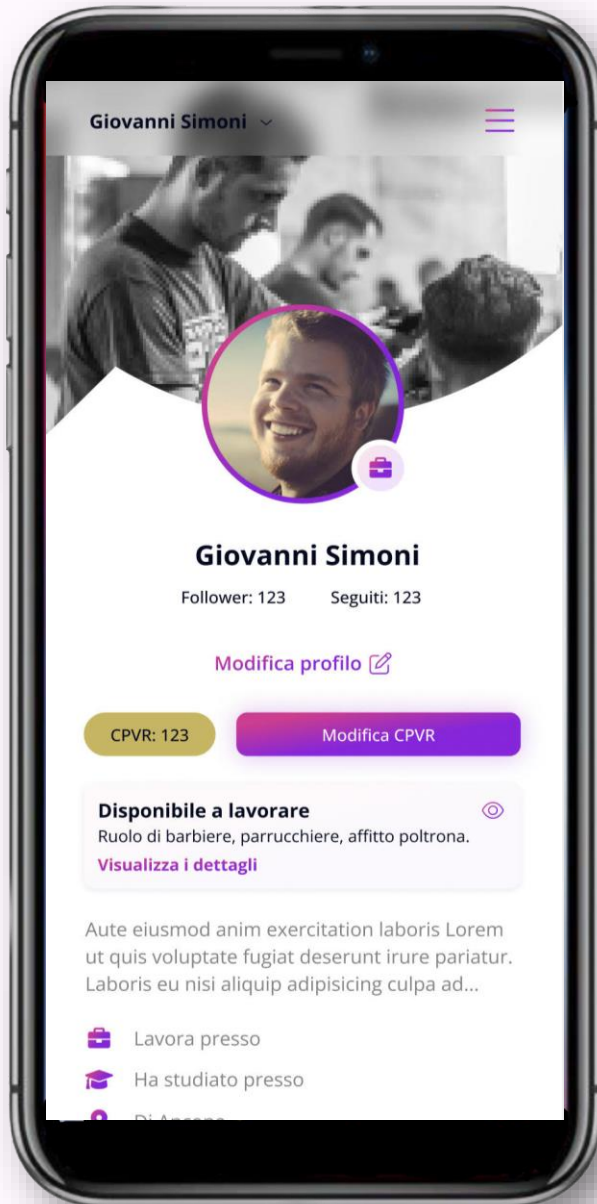 Giovanni Simoni
Giovanni Simoni
Follower: 123 Seguiti: 123
Modifica profilo
CPVR: 123 Modifica CPVR
Disponibile a lavorare
Ruolo di barbiere, parrucchiere, affitto poltrona.
Visualizza i dettagli
Aute eiusmod anim exercitation laboris Lorem
ut quis voluptate fugiat deserunt irure pariatur.
Laboris eu nisi aliquip adipisicing culpa ad...
Lavora presso
Ha studiato presso
Di Ancona